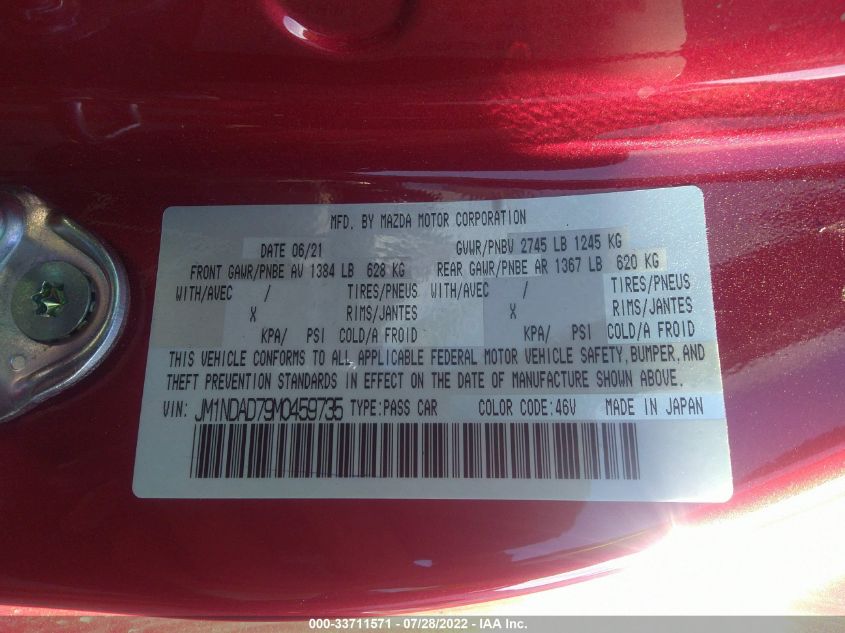 MFD. BY MAZDA MOTOR CORPORATION
DATE 06/21 GVWR/PNBV 2745 LB 1245 KG
FRONT GAWR/PNBE AV 1384 LB 628 KG REAR GAWR/PNBE AR 1367 LB 620 KG
WITH/AVEC / TIRES/PNEUS WITH/AVEC / TIRES/PNEUS
X RIMS/JANTES X RIMS/JANTES
KPA/ PSI COLD/A FROID KPA/ PSI COLD/A FROID
THIS VEHICLE CONFORMS TO ALL APPLICABLE FEDERAL MOTOR VEHICLE SAFETY, BUMPER, AND
THEFT PREVENTION STANDARDS IN EFFECT ON THE DATE OF MANUFACTURE SHOWN ABOVE.
VIN: JM1NDAD79M0459735 TYPE:PASS CAR COLOR CODE:46V MADE IN JAPAN
000-33711571 - 07/28/2022 - IAA Inc.